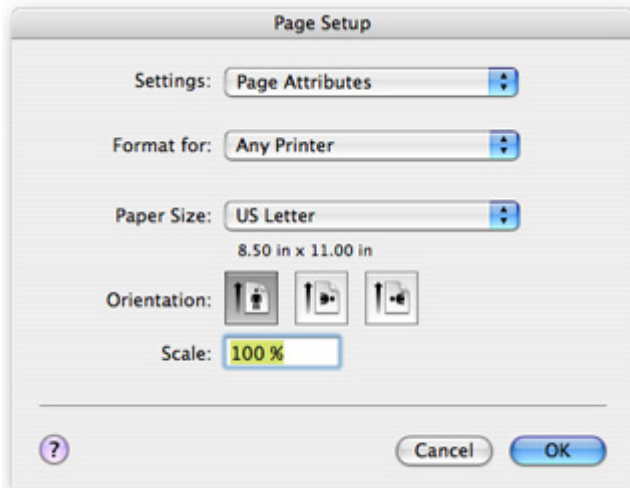 Page Setup
Settings: Page Attributes
Format for: Any Printer
Paper Size: US Letter
8.50 in x 11.00 in
Orientation:
Scale: 100 %
? Cancel OK